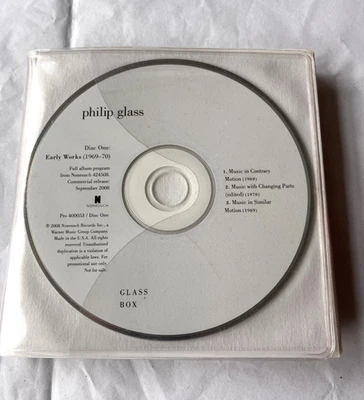 philip glass
Disc One:
Early Works (1969–70)
Full album program
from Nonesuch 424508.
Commercial release:
September 2008
N
nonesuch
Pro 400053 / Disc One
℗ 2008 Nonesuch Records Inc., a
Warner Music Group Company.
Made in the U.S.A. All rights
reserved. Unauthorized
duplication is a violation of
applicable laws. For
promotional use only.
Not for sale.
1. Music in Contrary
Motion (1969)
2. Music with Changing Parts
(edited) (1970)
3. Music in Similar
Motion (1969)
GLASS
BOX